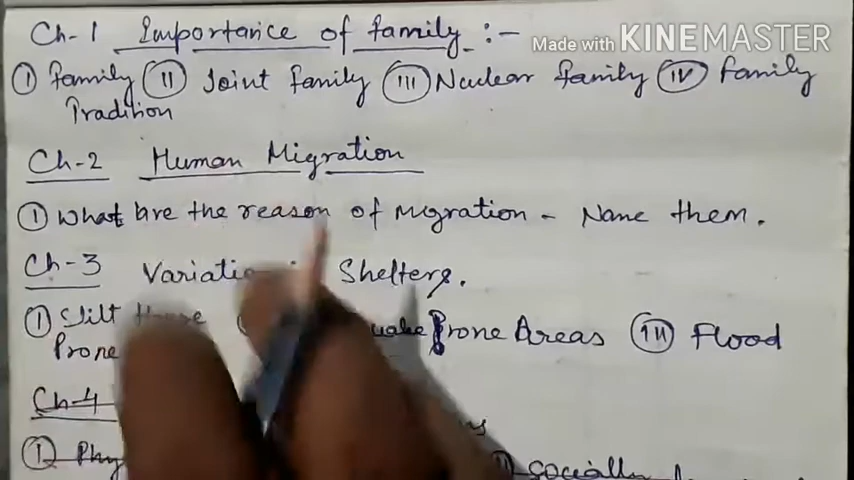 Ch-1 Importance of family :-
Made with KINEMASTER
I family II Joint family III Nuclear family IV Family
Tradition
Ch-2 Human Migration
I What are the reason of Migration - Name them.
Ch-3 Shelters.
I Prone Areas III Flood
Prone
Ch-4
I II Socially